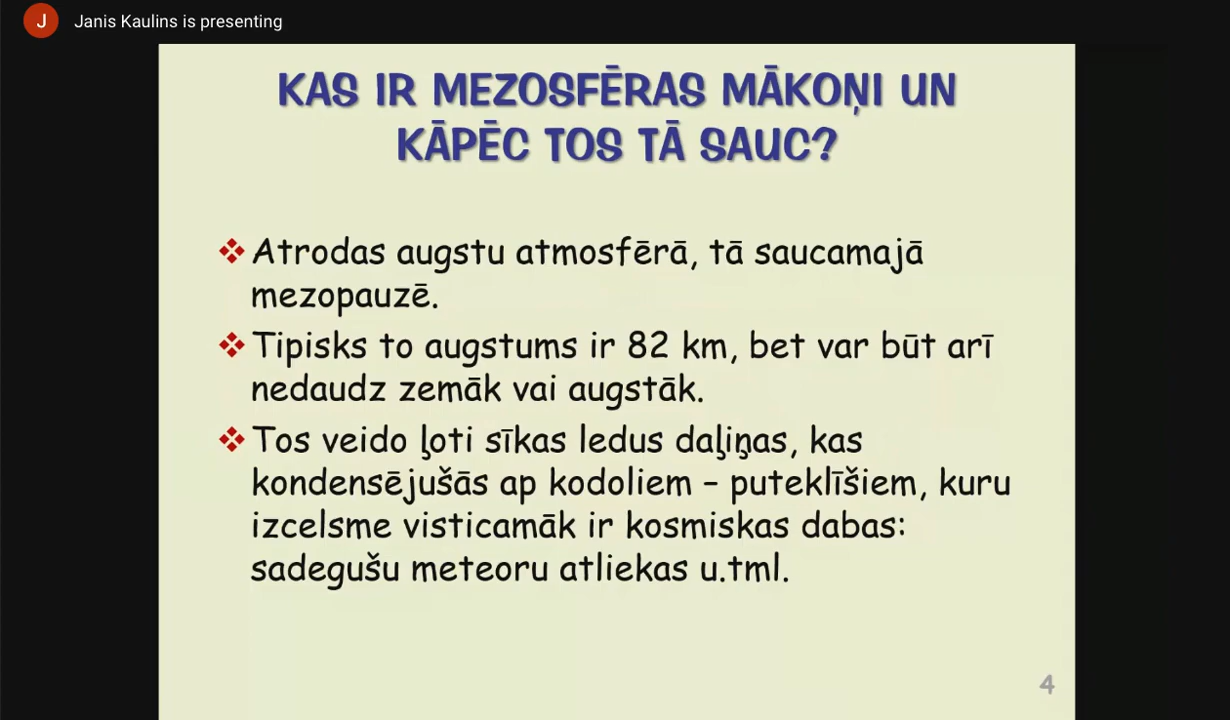 J
Janis Kaulins is presenting
KAS IR MEZOSFĒRAS MĀKOŅI UN
KĀPĒC TOS TĀ SAUC?
❖ Atrodas augstu atmosfērā, tā saucamajā
mezopauzē.
❖ Tipisks to augstums ir 82 km, bet var būt arī
nedaudz zemāk vai augstāk.
❖ Tos veido ļoti sīkas ledus daļiņas, kas
kondensējušās ap kodoliem – puteklīšiem, kuru
izcelsme visticamāk ir kosmiskas dabas:
sadegušu meteoru atliekas u.tml.
4